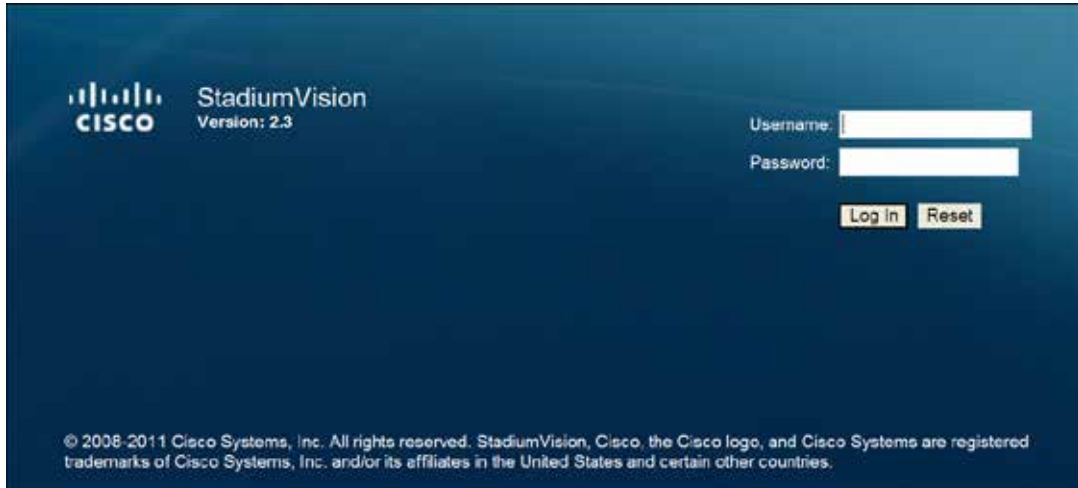 CISCO
StadiumVision
Version: 2.3
Username:
Password:
Log In
Reset
© 2008-2011 Cisco Systems, Inc. All rights reserved. StadiumVision, Cisco, the Cisco logo, and Cisco Systems are registered
trademarks of Cisco Systems, Inc. and/or its affiliates in the United States and certain other countries.